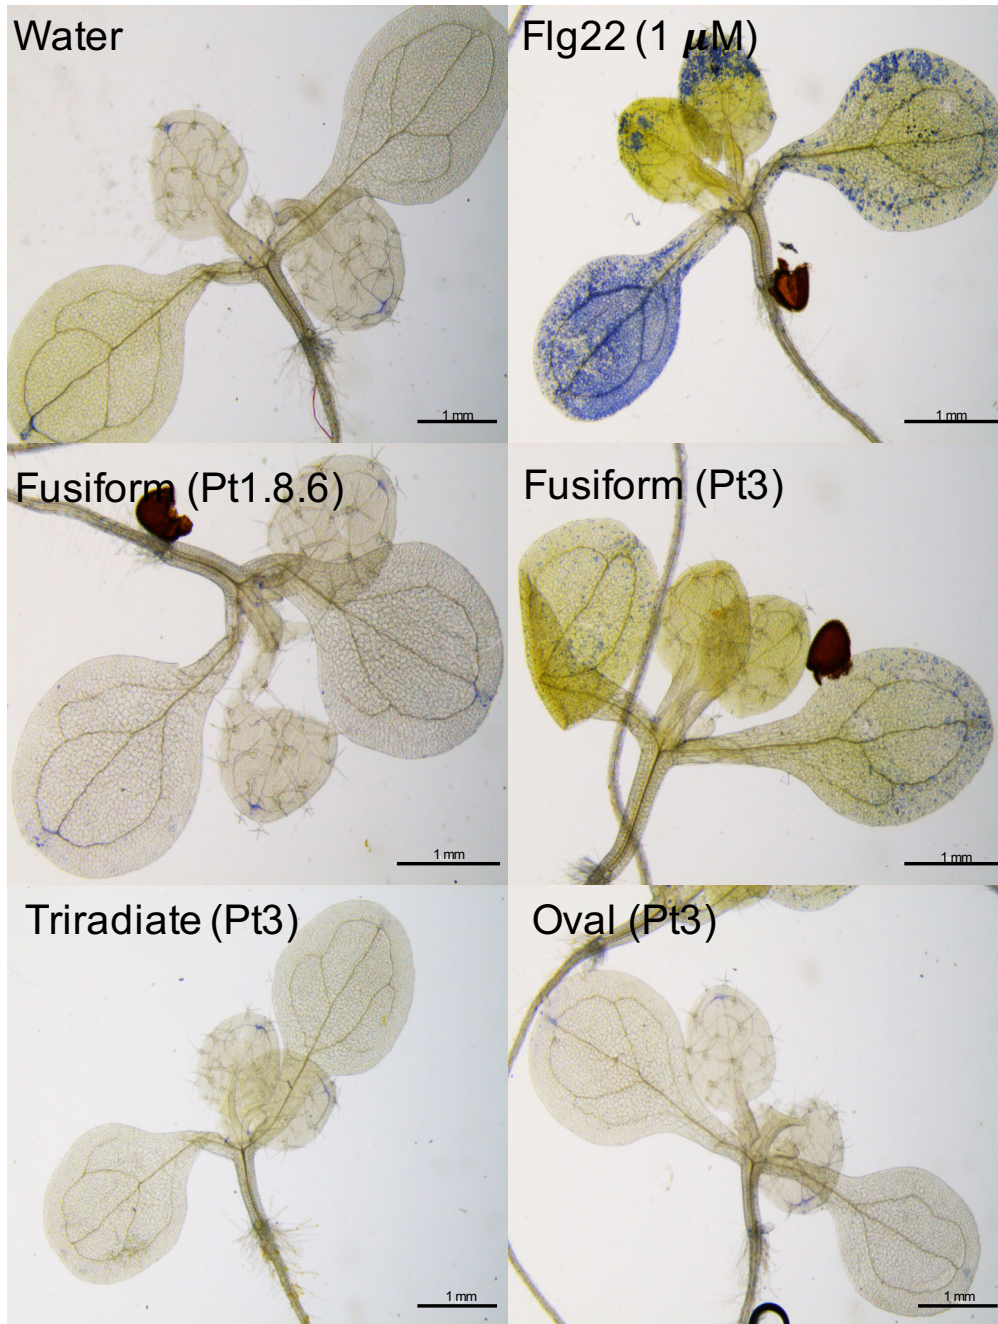 Water
Flg22 (1 μM)
1 mm
1 mm
Fusiform (Pt1.8.6)
Fusiform (Pt3)
1 mm
1 mm
Triradiate (Pt3)
Oval (Pt3)
1 mm
1 mm